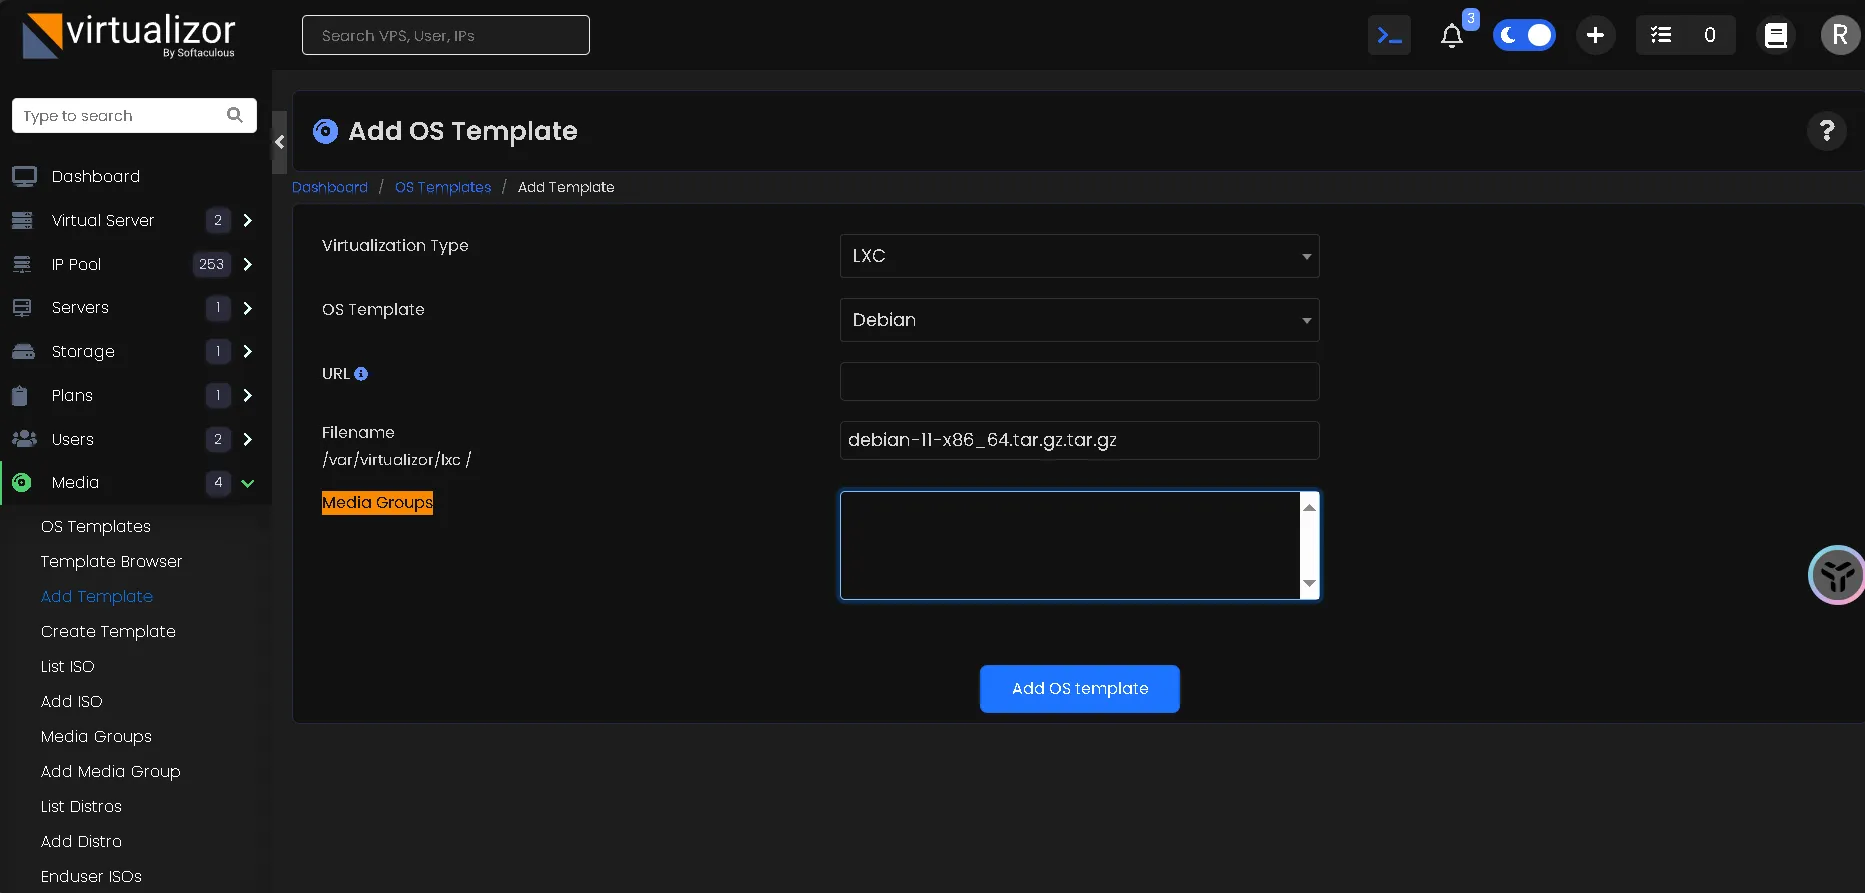 virtualizor
By Softaculous
Search VPS, User, IPs
3
0
R
Type to search
Add OS Template
?
Dashboard / OS Templates / Add Template
Dashboard
Virtual Server 2
IP Pool 253
Servers 1
Storage 1
Plans 1
Users 2
Media 4
OS Templates
Template Browser
Add Template
Create Template
List ISO
Add ISO
Media Groups
Add Media Group
List Distros
Add Distro
Enduser ISOs
Virtualization Type
LXC
OS Template
Debian
URL
Filename
/var/virtualizor/lxc /
debian-11-x86_64.tar.gz.tar.gz
Media Groups
Add OS template